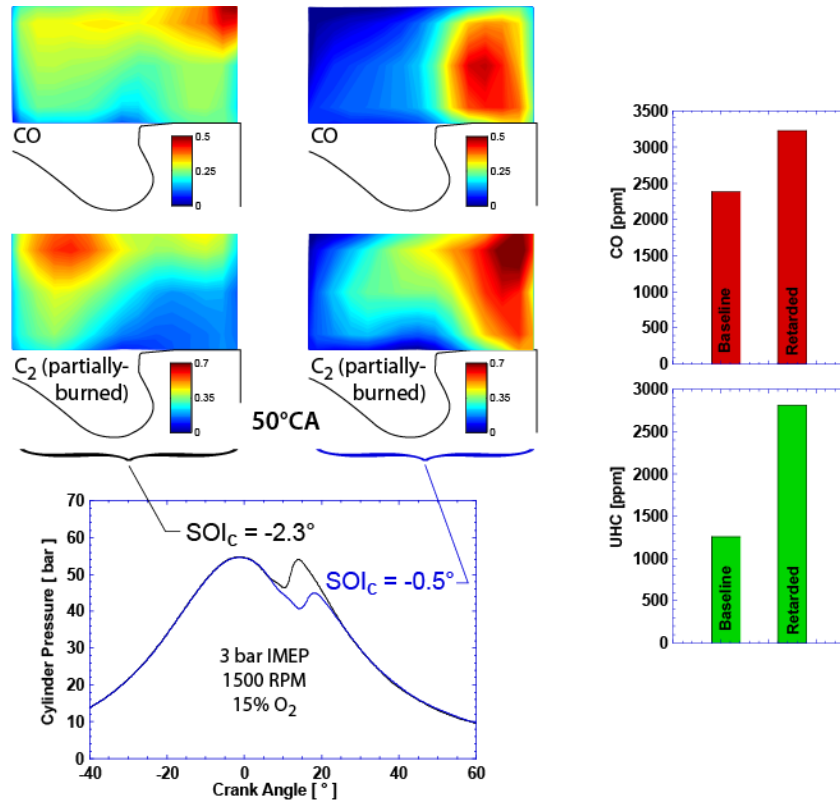 CO
0.5
0.25
0
CO
0.5
0.25
0
C2 (partially-
burned)
0.7
0.35
0
C2 (partially-
burned)
0.7
0.35
0
50°CA
SOIC = -2.3°
SOIC = -0.5°
3 bar IMEP
1500 RPM
15% O2
Cylinder Pressure [ bar ]
70
60
50
40
30
20
10
0
-40
-20
0
20
40
60
Crank Angle [ ° ]
CO [ppm]
3500
3000
2500
2000
1500
1000
500
0
Baseline
Retarded
UHC [ppm]
3000
2500
2000
1500
1000
500
0
Baseline
Retarded